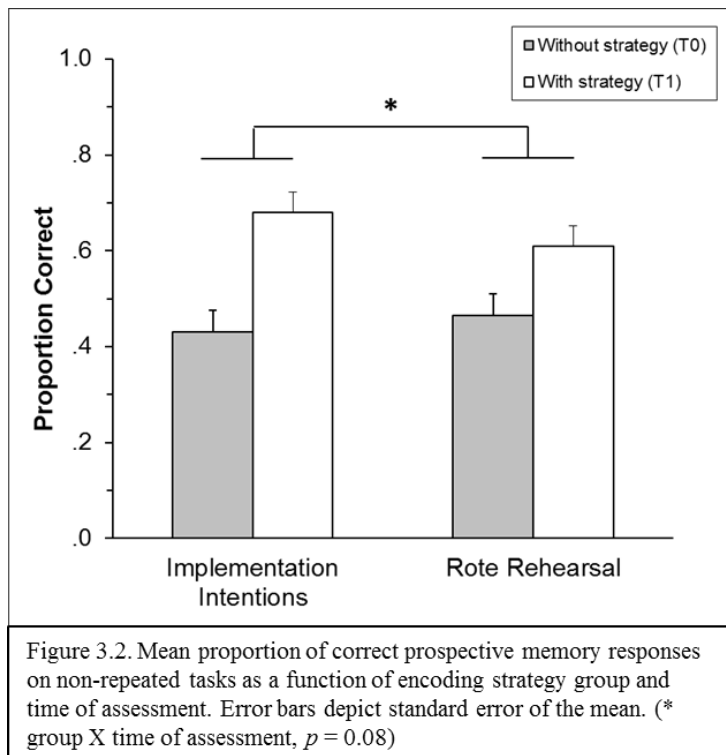 Without strategy (T0)
With strategy (T1)
*
1.0
.8
.6
.4
.2
.0
Proportion Correct
Implementation
Intentions
Rote Rehearsal
Figure 3.2. Mean proportion of correct prospective memory responses
on non-repeated tasks as a function of encoding strategy group and
time of assessment. Error bars depict standard error of the mean. (*
group X time of assessment, p = 0.08)